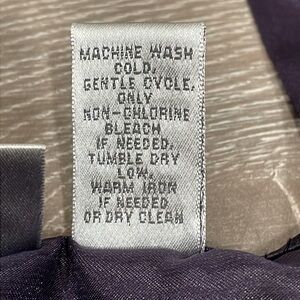 MACHINE WASH
COLD.
GENTLE CYCLE.
ONLY
NON-CHLORINE
BLEACH
IF NEEDED.
TUMBLE DRY
LOW.
WARM IRON
IF NEEDED
OR DRY CLEAN